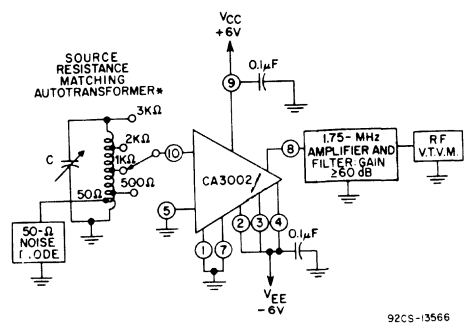 VCC
+6V
0.1μF
SOURCE
RESISTANCE
MATCHING
AUTOTRANSFORMER*
3KΩ
2KΩ
1KΩ
500Ω
50Ω
C
9
10
5
CA3002
8
1
7
2
3
4
1.75-MHz
AMPLIFIER AND
FILTER: GAIN
≥60 dB
RF
V.T.V.M.
50-Ω
NOISE
0.1μF
VEE
-6V
92CS-13566